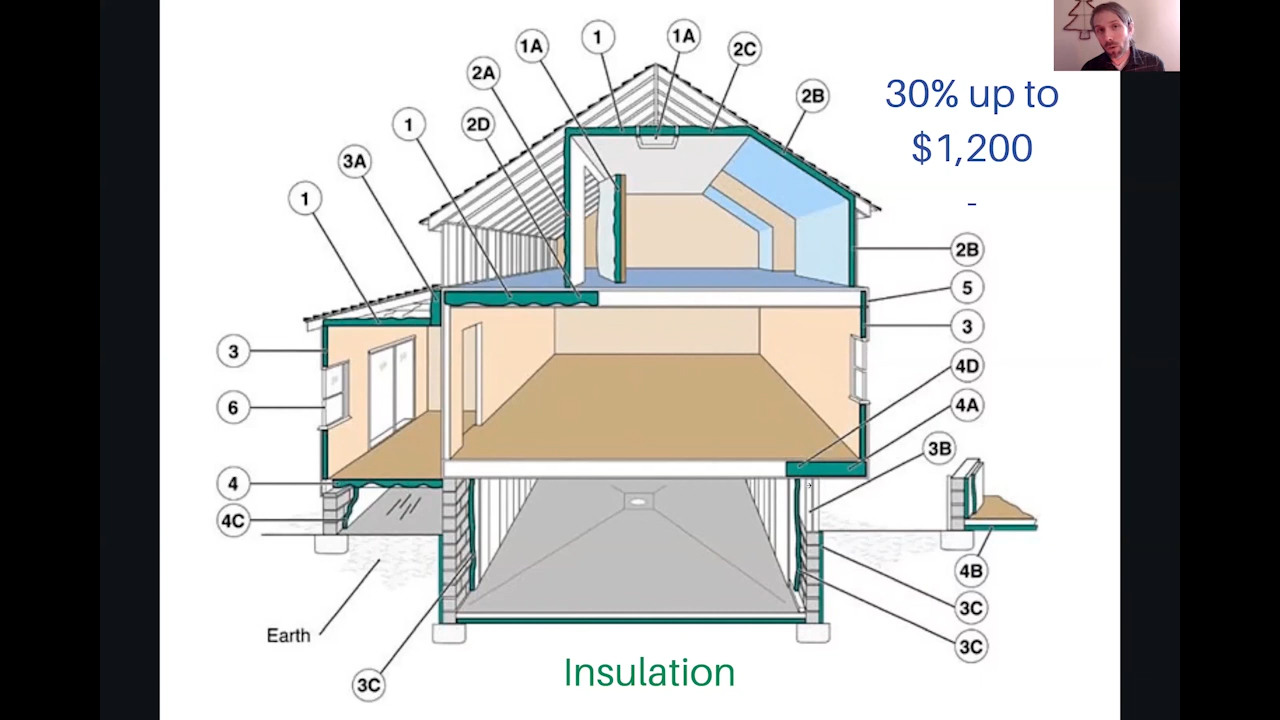 1
1A
1A
2C
2A
2B
30% up to
$1,200
-
1
2D
3A
1
2B
5
3
3
4D
6
4A
3B
4
4C
4B
3C
Earth
3C
Insulation
3C